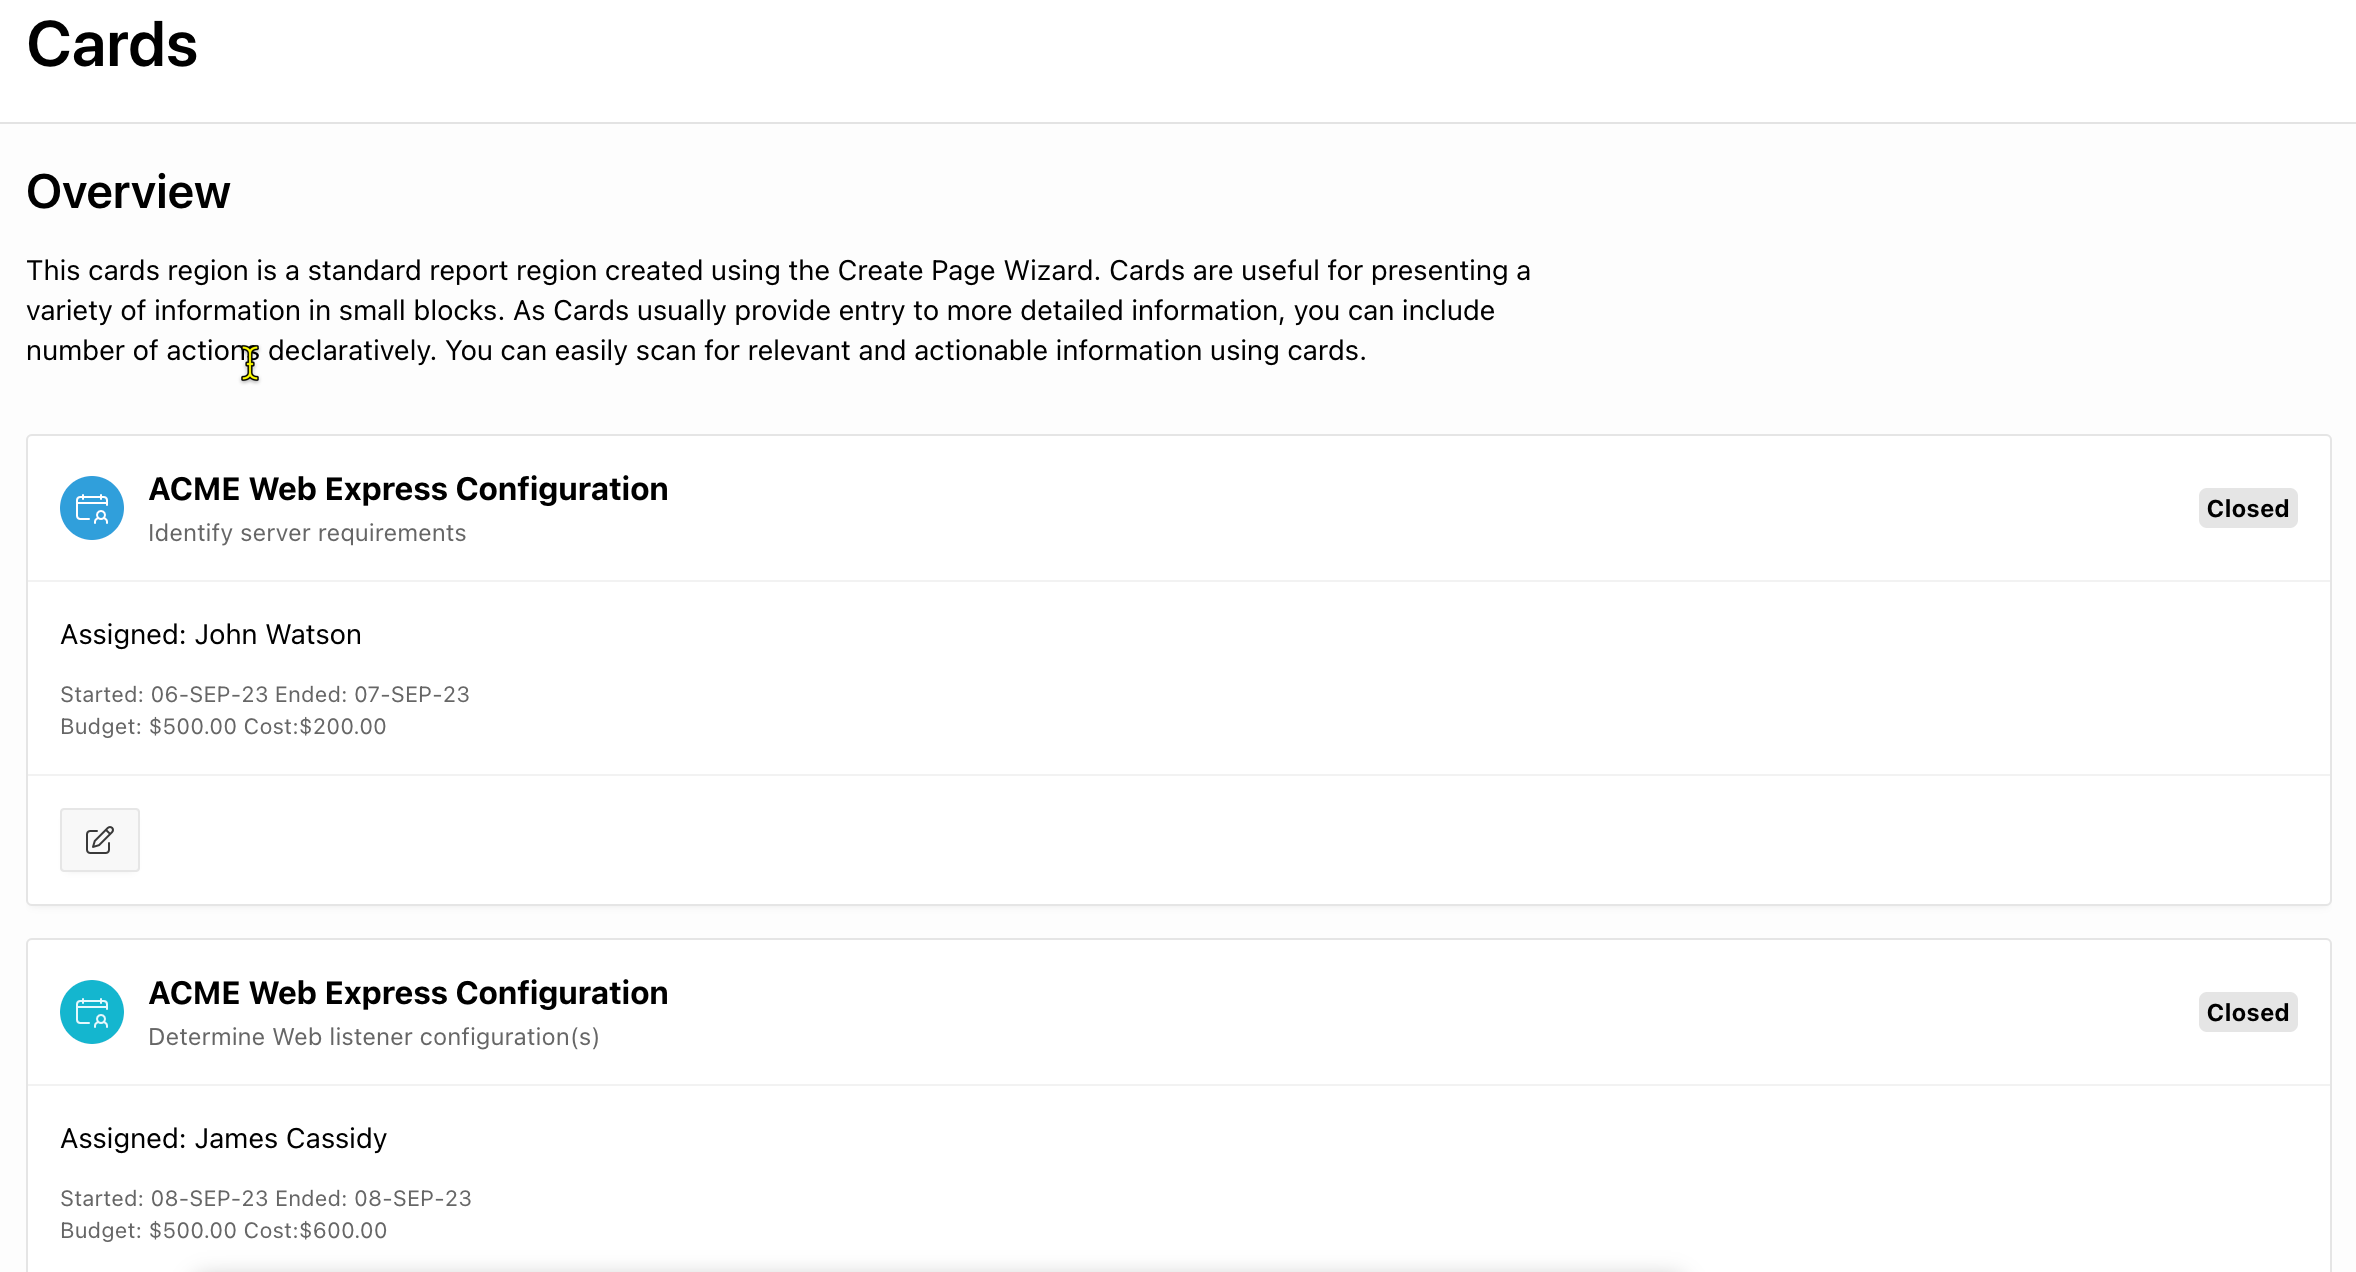 Cards
Overview
This cards region is a standard report region created using the Create Page Wizard. Cards are useful for presenting a
variety of information in small blocks. As Cards usually provide entry to more detailed information, you can include
number of actions declaratively. You can easily scan for relevant and actionable information using cards.
ACME Web Express Configuration
Closed
Identify server requirements
Assigned: John Watson
Started: 06-SEP-23 Ended: 07-SEP-23
Budget: $500.00 Cost:$200.00
ACME Web Express Configuration
Closed
Determine Web listener configuration(s)
Assigned: James Cassidy
Started: 08-SEP-23 Ended: 08-SEP-23
Budget: $500.00 Cost:$600.00